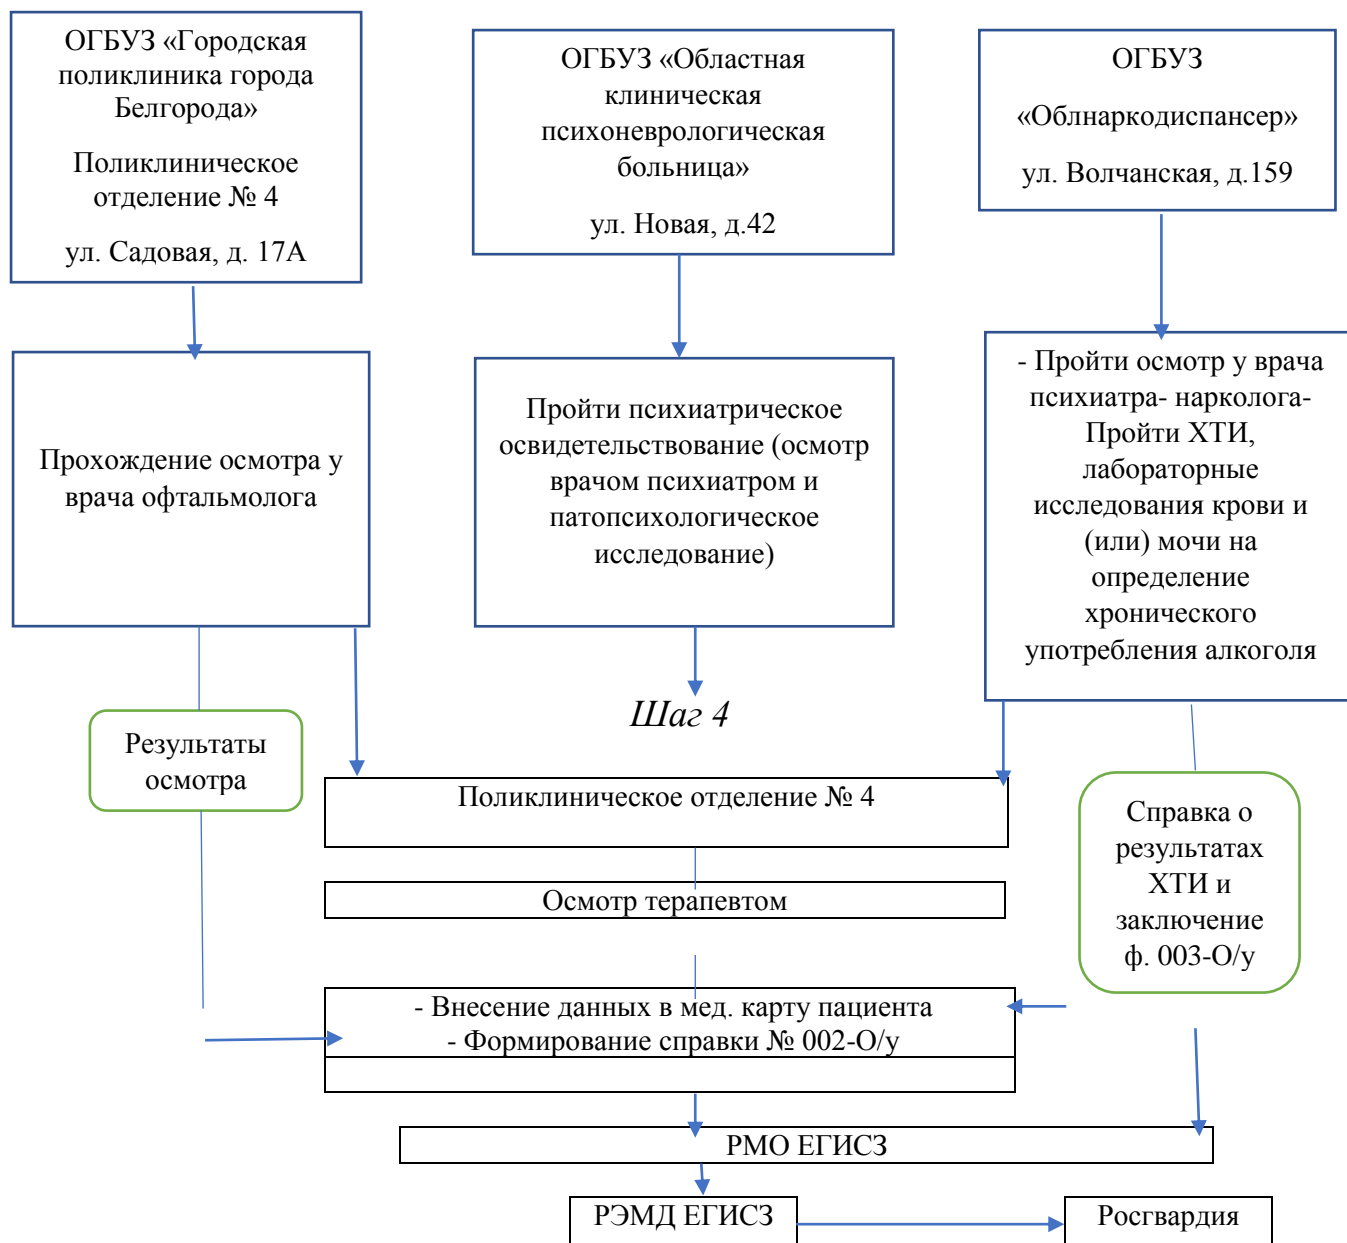 ОГБУЗ «Городская
поликлиника города
Белгорода»
Поликлиническое
отделение № 4
ул. Садовая, д. 17А
ОГБУЗ «Областная
клиническая
психоневрологическая
больница»
ул. Новая, д.42
ОГБУЗ
«Облнаркодиспансер»
ул. Волчанская, д.159
Прохождение осмотра у
врача офтальмолога
Пройти психиатрическое
освидетельствование (осмотр
врачом психиатром и
патопсихологическое
исследование)
- Пройти осмотр у врача
психиатра- нарколога-
Пройти ХТИ,
лабораторные
исследования крови и
(или) мочи на
определение
хронического
употребления алкоголя
Шаг 4
Результаты
осмотра
Поликлиническое отделение № 4
Справка о
результатах
ХТИ и
заключение
ф. 003-О/у
Осмотр терапевтом
- Внесение данных в мед. карту пациента
- Формирование справки № 002-О/у
РМО ЕГИСЗ
РЭМД ЕГИСЗ
Росгвардия